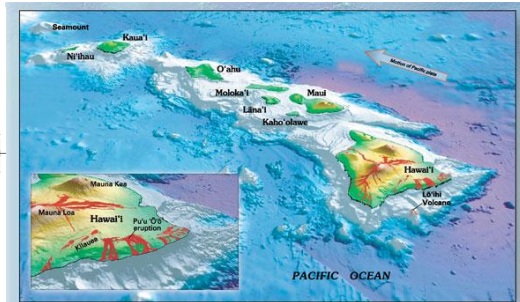 Seamount
Kaua'i
Ni'ihau
O'ahu
Motion of Pacific plate
Moloka'i
Maui
Lāna'i
Kaho'olawe
Hawai'i
Lō'ihi
Volcano
Mauna Kea
Mauna Loa
Hawai'i
Pu'u 'Ō'ō
eruption
Kilauea
PACIFIC OCEAN